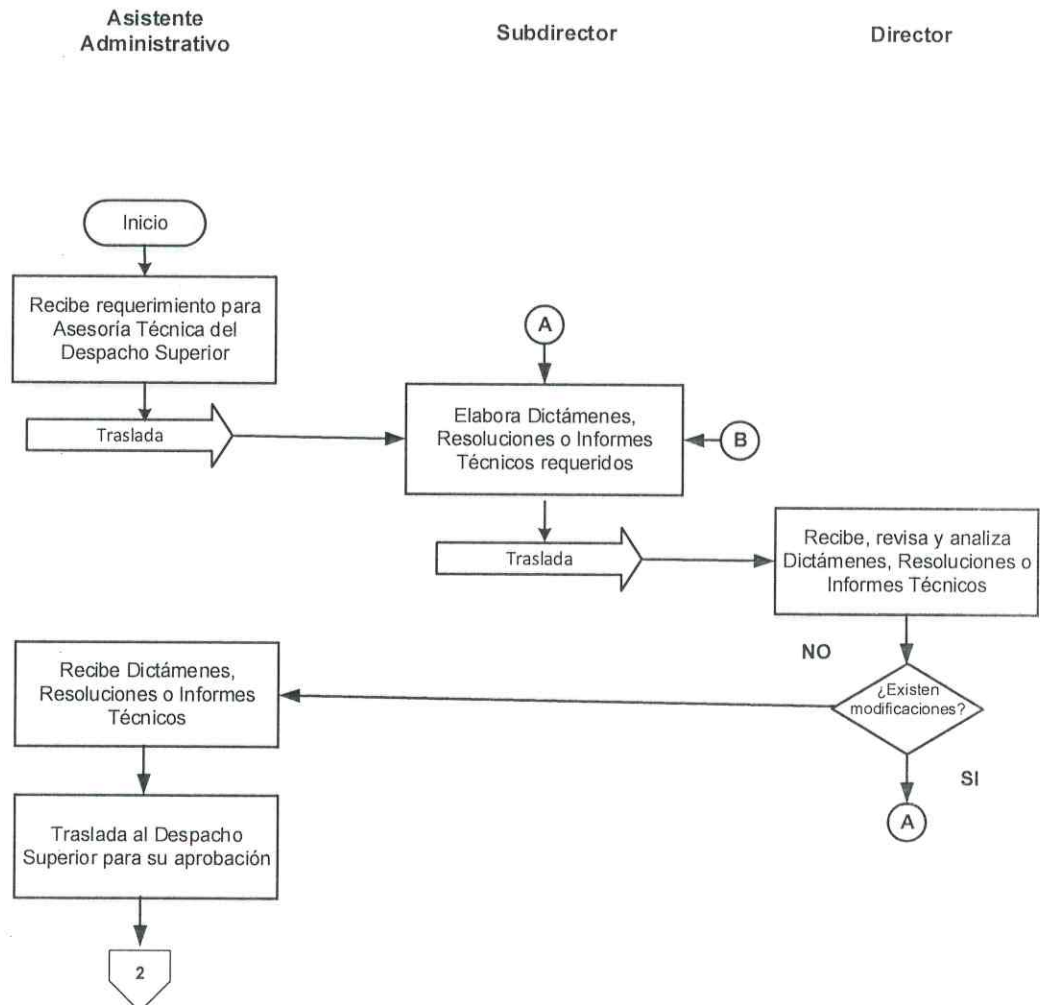 Asistente
Administrativo
Subdirector
Director
Inicio
Recibe requerimiento para
Asesoría Técnica del
Despacho Superior
Traslada
A
Elabora Dictámenes,
Resoluciones o Informes
Técnicos requeridos
B
Traslada
Recibe, revisa y analiza
Dictámenes, Resoluciones o
Informes Técnicos
NO
¿Existen
modificaciones?
SI
A
Recibe Dictámenes,
Resoluciones o Informes
Técnicos
Traslada al Despacho
Superior para su aprobación
2